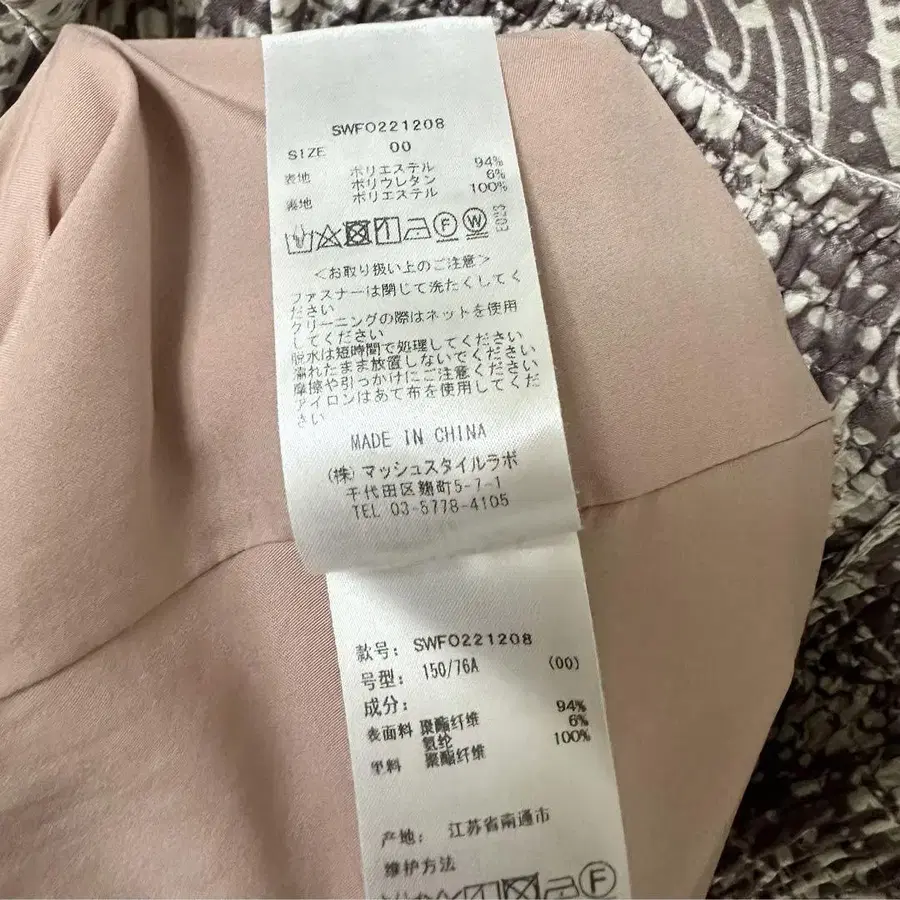 SWFO221208
SIZE 00
表地 ポリエステル 94%
ポリウレタン 6%
裏地 ポリエステル 100%
F W E023
<お取り扱い上のご注意>
ファスナーは閉じて洗たくしてく
ださい
クリーニングの際はネットを使用
してください
脱水は短時間で処理してください
濡れたまま放置しないでください
摩擦や引っかけにご注意ください
アイロンはあて布を使用してくだ
さい
MADE IN CHINA
(株)マッシュスタイルラボ
千代田区麹町5-7-1
TEL 03-5778-4105
款号: SWFO221208
号型: 150/76A (00)
成分:
表面料 聚酯纤维 94%
氨纶 6%
里料 聚酯纤维 100%
产地: 江苏省南通市
维护方法
F